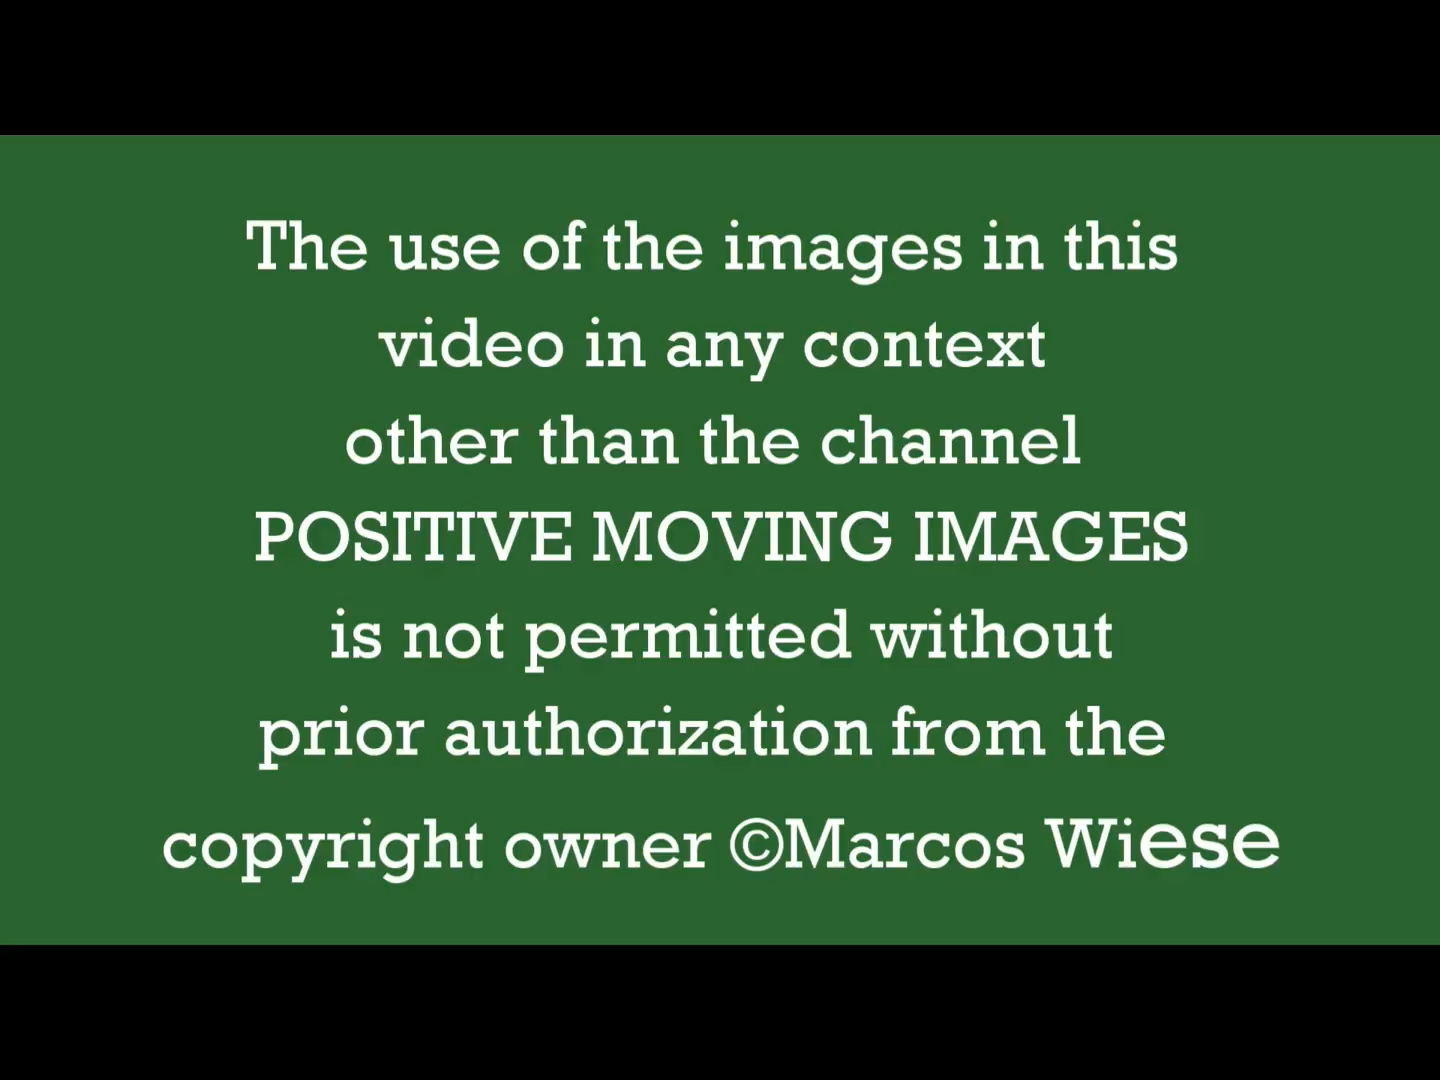 The use of the images in this
video in any context
other than the channel
POSITIVE MOVING IMAGES
is not permitted without
prior authorization from the
copyright owner ©Marcos Wiese